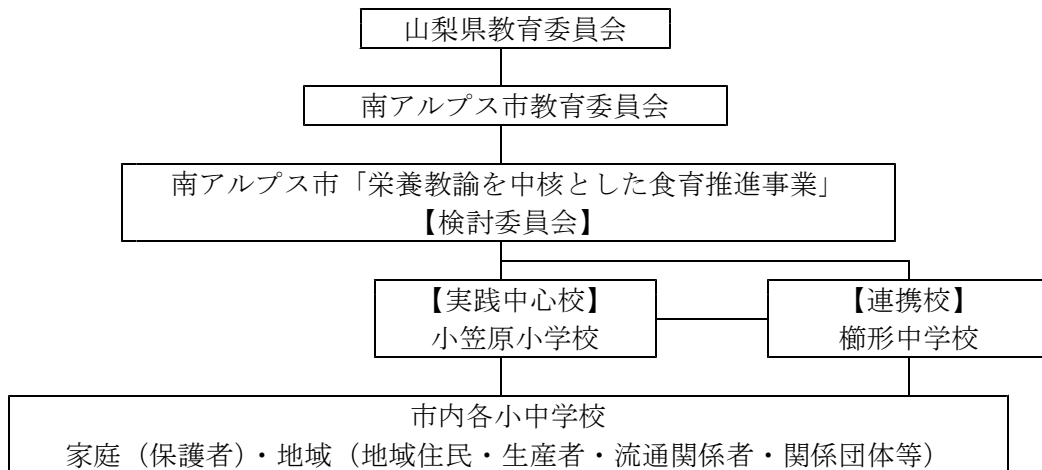 山梨県教育委員会
南アルプス市教育委員会
南アルプス市「栄養教諭を中核とした食育推進事業」
【検討委員会】
【実践中心校】
小笠原小学校
【連携校】
櫛形中学校
市内各小中学校
家庭（保護者）・地域（地域住民・生産者・流通関係者・関係団体等）